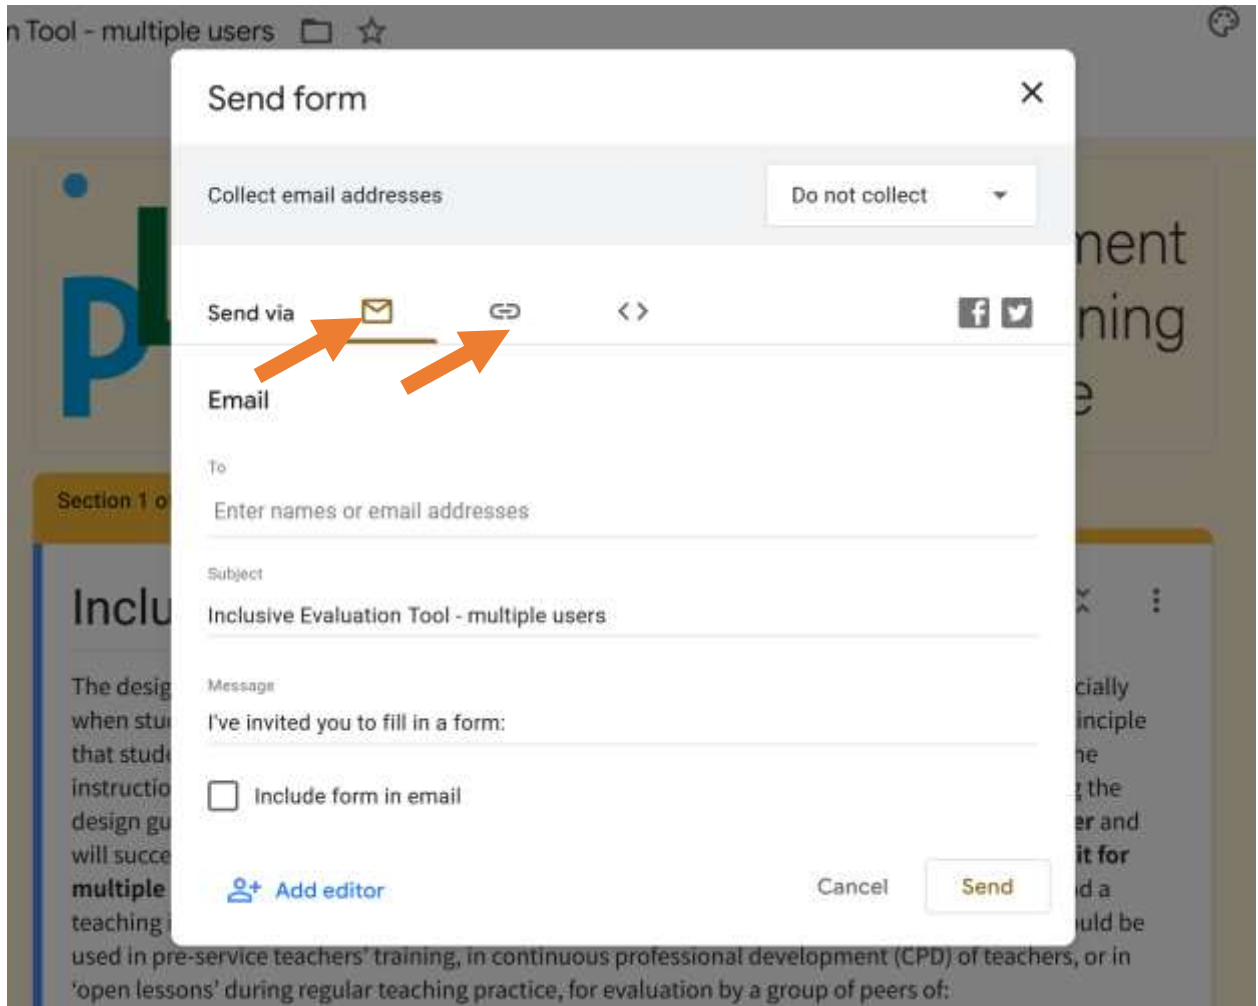 n Tool - multiple users
Send form
Collect email addresses
Do not collect
ment
ning
e
pL
Send via
Email
To
Enter names or email addresses
Section 1 o
Subject
Inclusive Evaluation Tool - multiple users
Inclu
The desig
cially
Message
when stu
inciple
I've invited you to fill in a form:
that stude
he
instructio
g the
Include form in email
design gu
er and
will succe
it for
multiple
d a
Add editor
Cancel
Send
teaching i
uld be
used in pre-service teachers' training, in continuous professional development (CPD) of teachers, or in
'open lessons' during regular teaching practice, for evaluation by a group of peers of: